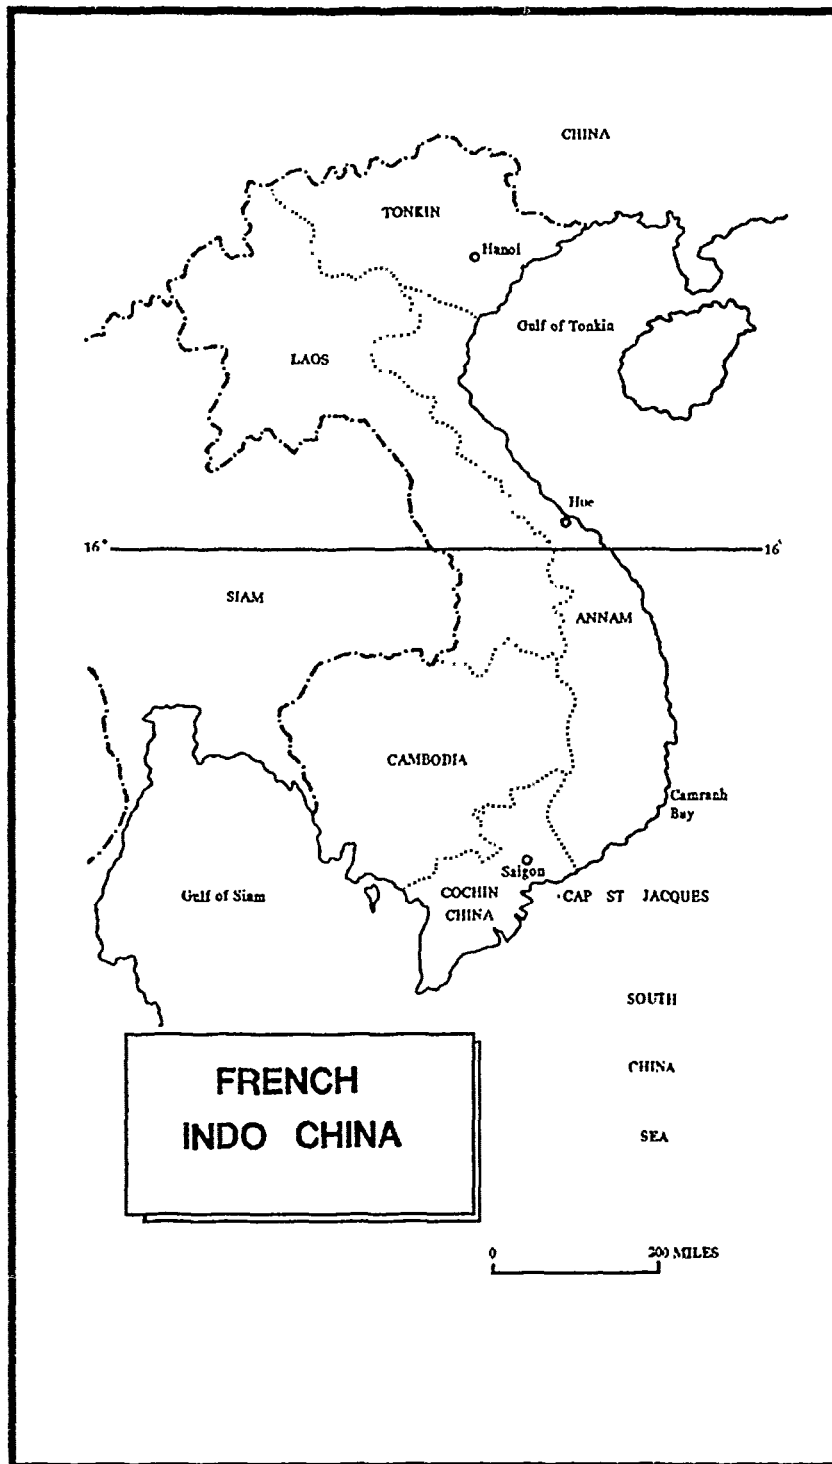 CHINA
TONKIN
Hanoi
Gulf of Tonkin
LAOS
Hue
16°
16°
SIAM
ANNAM
CAMBODIA
Camranh
Bay
Saigon
Gulf of Siam
COCHIN
CHINA
CAP ST JACQUES
SOUTH
CHINA
SEA
FRENCH
INDO CHINA
0
200 MILES